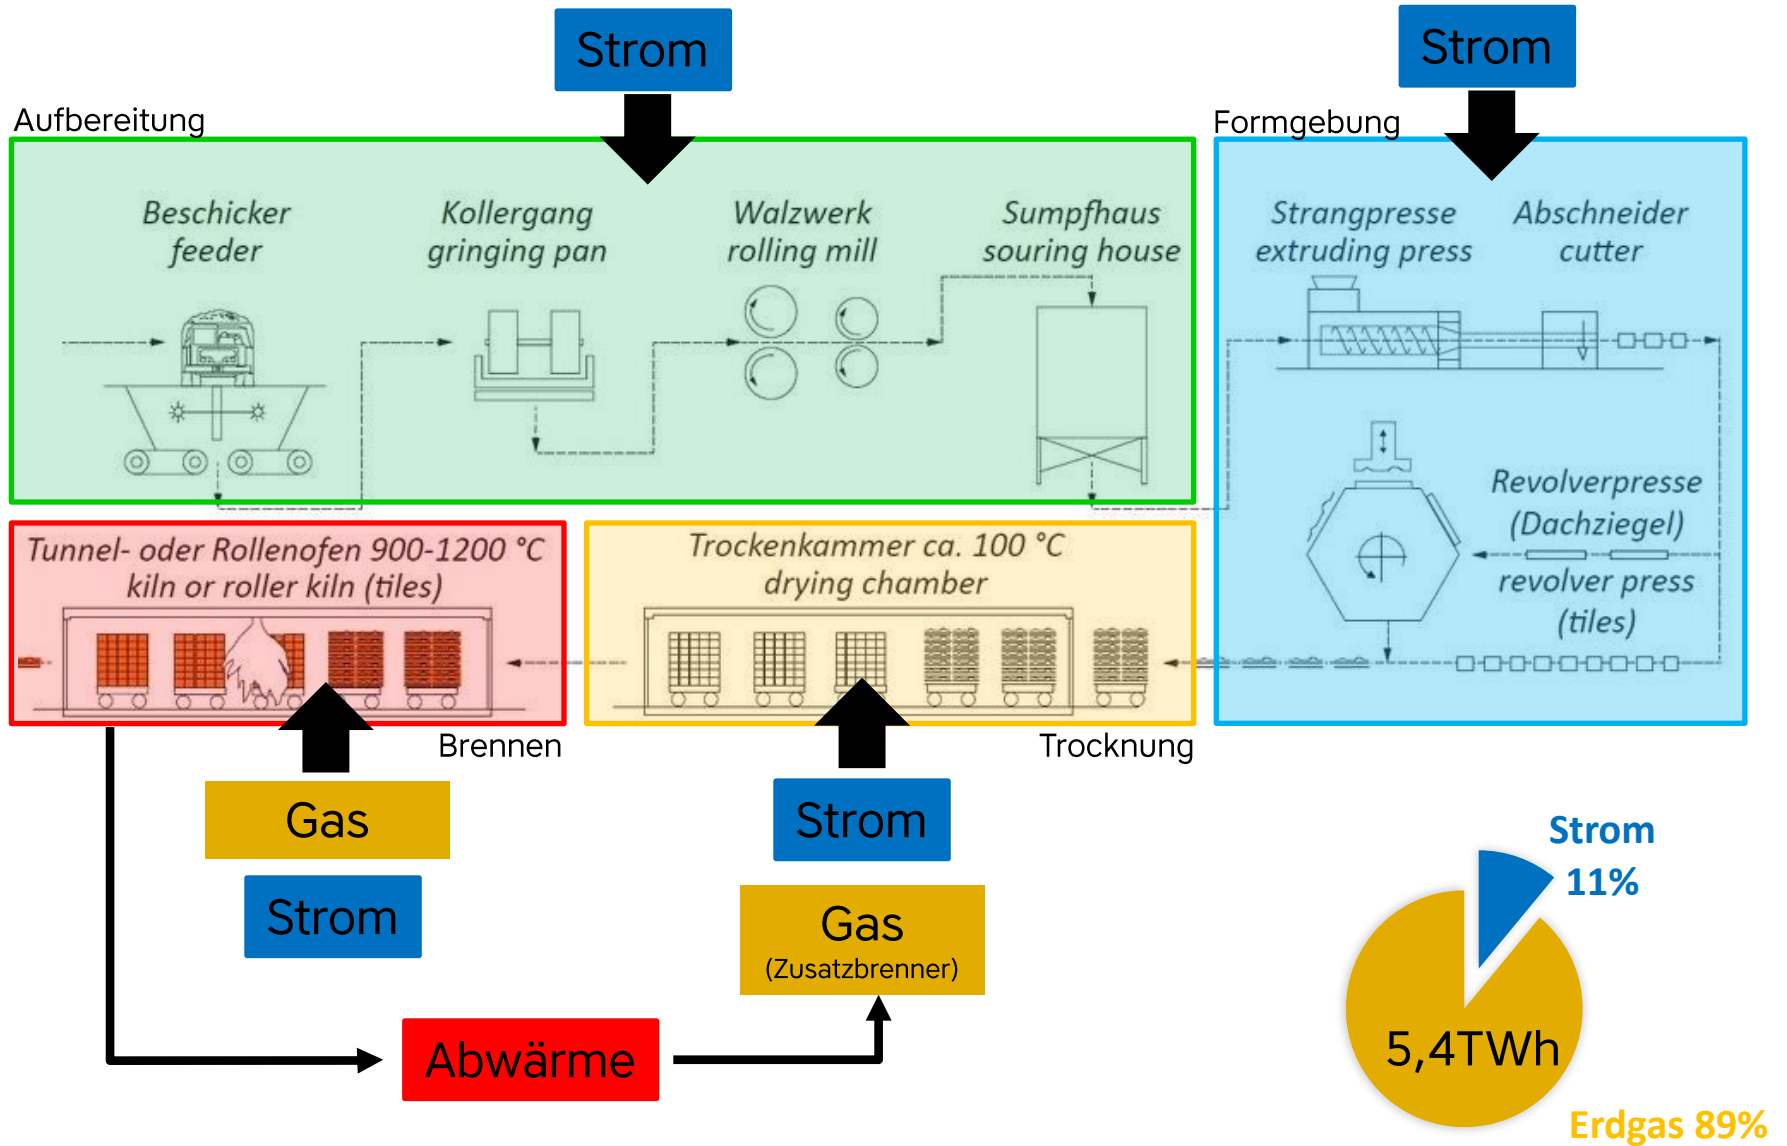 Strom
Strom
Aufbereitung
Formgebung
Beschicker
feeder
Kollergang
gringing pan
Walzwerk
rolling mill
Sumpfhaus
souring house
Strangpresse
extruding press
Abschneider
cutter
Revolverpresse
(Dachziegel)
revolver press
(tiles)
Tunnel- oder Rollenofen 900-1200 °C
kiln or roller kiln (tiles)
Trockenkammer ca. 100 °C
drying chamber
Brennen
Trocknung
Gas
Strom
Strom
Gas
(Zusatzbrenner)
Abwärme
Strom
11%
5,4TWh
Erdgas 89%